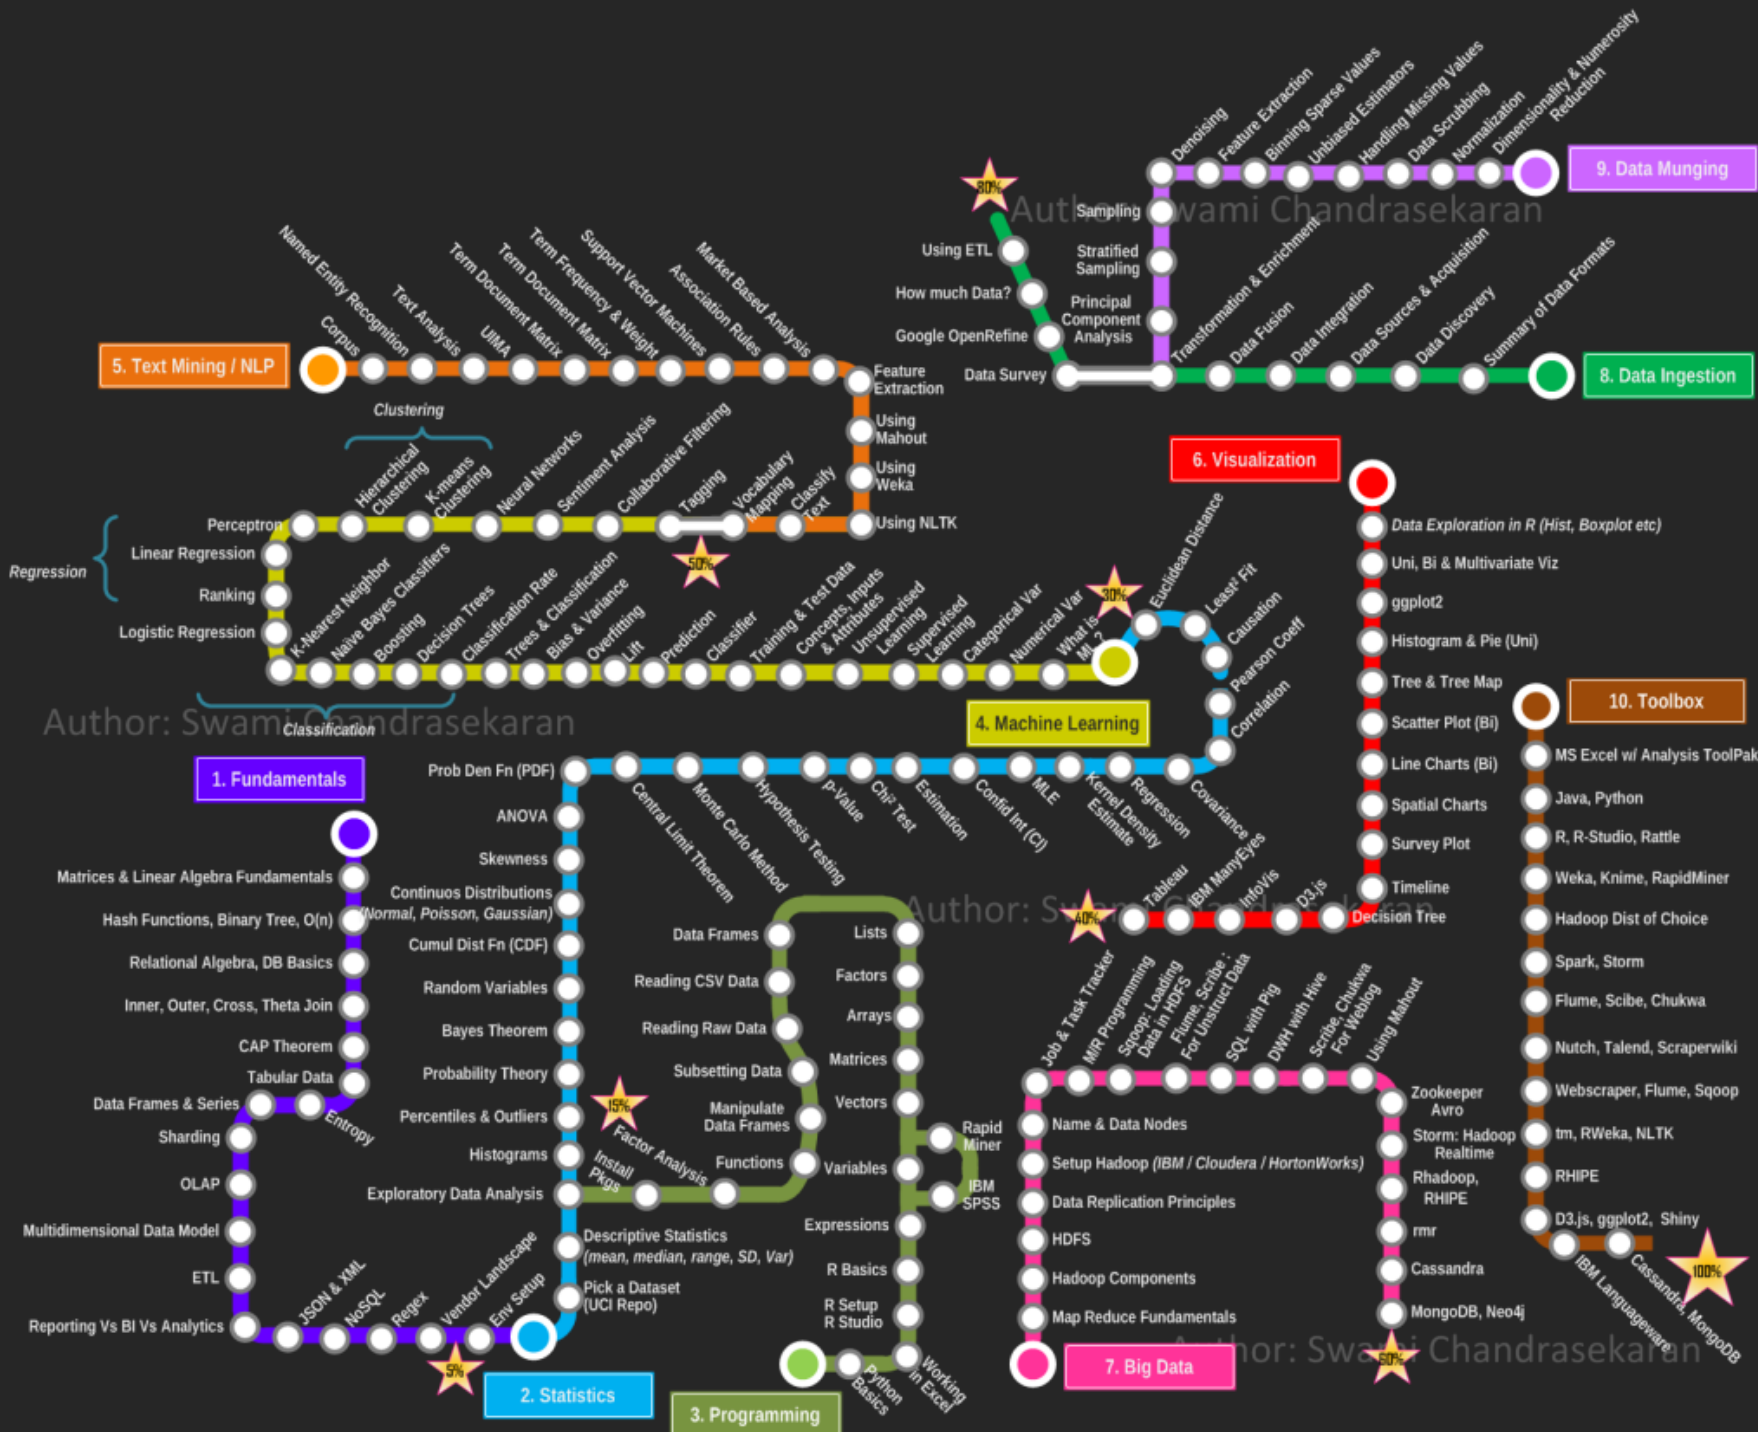 Denoising
Feature Extraction
Binning Sparse Values
Unbiased Estimators
Handling Missing Values
Data Scrubbing
Normalization
Dimensionality & Numerosity
Reduction
9. Data Munging
80%
Author: Swami Chandrasekaran
Sampling
Using ETL
Stratified
Sampling
How much Data?
Principal
Component
Analysis
Google OpenRefine
Data Survey
Transformation & Enrichment
Data Fusion
Data Integration
Data Sources & Acquisition
Data Discovery
Summary of Data Formats
8. Data Ingestion
5. Text Mining / NLP
Corpus
Named Entity Recognition
Text Analysis
UIMA
Term Document Matrix
Term Document Matrix
Term Frequency & Weight
Support Vector Machines
Association Rules
Market Based Analysis
Feature
Extraction
Using
Mahout
Using
Weka
Using NLTK
Classify
Text
Vocabulary
Mapping
50%
Tagging
Collaborative Filtering
Sentiment Analysis
Neural Networks
Clustering
K-means
Clustering
Hierarchical
Clustering
Perceptron
Regression
Linear Regression
Ranking
Logistic Regression
K-Nearest Neighbor
Naïve Bayes Classifiers
Boosting
Decision Trees
Classification Rate
Trees & Classification
Bias & Variance
Overfitting
Lift
Prediction
Classifier
Training & Test Data
Concepts, Inputs
& Attributes
Unsupervised
Learning
Supervised
Learning
Categorical Var
Numerical Var
What is
ML?
Classification
Author: Swami Chandrasekaran
4. Machine Learning
30%
Euclidean Distance
Least² Fit
Causation
Pearson Coeff
Correlation
Covariance
Regression
Kernel Density
Estimate
MLE
Confid Int (CI)
Estimation
Chi² Test
p-Value
Hypothesis Testing
Monte Carlo Method
Central Limit Theorem
Prob Den Fn (PDF)
ANOVA
Skewness
Continuos Distributions
(Normal, Poisson, Gaussian)
Cumul Dist Fn (CDF)
Random Variables
Bayes Theorem
Probability Theory
Percentiles & Outliers
Histograms
Exploratory Data Analysis
Descriptive Statistics
(mean, median, range, SD, Var)
Pick a Dataset
(UCI Repo)
2. Statistics
1. Fundamentals
Matrices & Linear Algebra Fundamentals
Hash Functions, Binary Tree, O(n)
Relational Algebra, DB Basics
Inner, Outer, Cross, Theta Join
CAP Theorem
Tabular Data
Entropy
Data Frames & Series
Sharding
OLAP
Multidimensional Data Model
ETL
Reporting Vs BI Vs Analytics
JSON & XML
NoSQL
Regex
Vendor Landscape
Env Setup
5%
15%
Install
Pkgs
Factor Analysis
Functions
Manipulate
Data Frames
Subsetting Data
Reading Raw Data
Reading CSV Data
Data Frames
Lists
Factors
Arrays
Matrices
Vectors
Rapid
Miner
Variables
IBM
SPSS
Expressions
R Basics
R Setup
R Studio
Working
in Excel
Python
Basics
3. Programming
6. Visualization
Data Exploration in R (Hist, Boxplot etc)
Uni, Bi & Multivariate Viz
ggplot2
Histogram & Pie (Uni)
Tree & Tree Map
Scatter Plot (Bi)
Line Charts (Bi)
Spatial Charts
Survey Plot
Timeline
Decision Tree
D3.js
InfoVis
IBM ManyEyes
Tableau
40%
Author: Swami Chandrasekaran
Job & Task Tracker
M/R Programming
Sqoop: Loading
Data in HDFS
Flume, Scribe :
For Unstruct Data
SQL with Pig
DWH with Hive
Scribe, Chukwa
For Weblog
Using Mahout
Zookeeper
Avro
Storm: Hadoop
Realtime
Rhadoop,
RHIPE
rmr
Cassandra
MongoDB, Neo4j
60%
Name & Data Nodes
Setup Hadoop (IBM / Cloudera / HortonWorks)
Data Replication Principles
HDFS
Hadoop Components
Map Reduce Fundamentals
7. Big Data
Author: Swami Chandrasekaran
10. Toolbox
MS Excel w/ Analysis ToolPak
Java, Python
R, R-Studio, Rattle
Weka, Knime, RapidMiner
Hadoop Dist of Choice
Spark, Storm
Flume, Scibe, Chukwa
Nutch, Talend, Scraperwiki
Webscraper, Flume, Sqoop
tm, RWeka, NLTK
RHIPE
D3.js, ggplot2, Shiny
IBM Languageware
Cassandra, MongoDB
100%